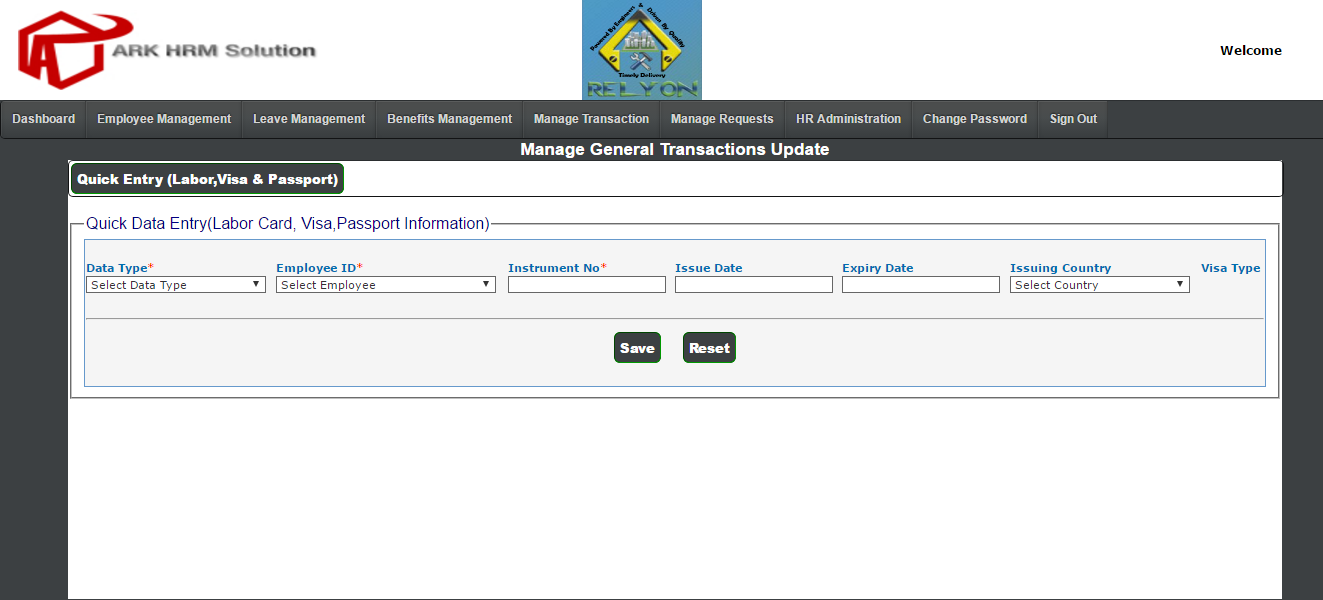 ARK HRM Solution
Powered By Engineers & Driven By Quality
Timely Delivery
RELYON
Welcome
Dashboard Employee Management Leave Management Benefits Management Manage Transaction Manage Requests HR Administration Change Password Sign Out
Manage General Transactions Update
Quick Entry (Labor,Visa & Passport)
Quick Data Entry(Labor Card, Visa,Passport Information)
Data Type* Employee ID* Instrument No* Issue Date Expiry Date Issuing Country Visa Type
Select Data Type Select Employee Select Country
Save Reset